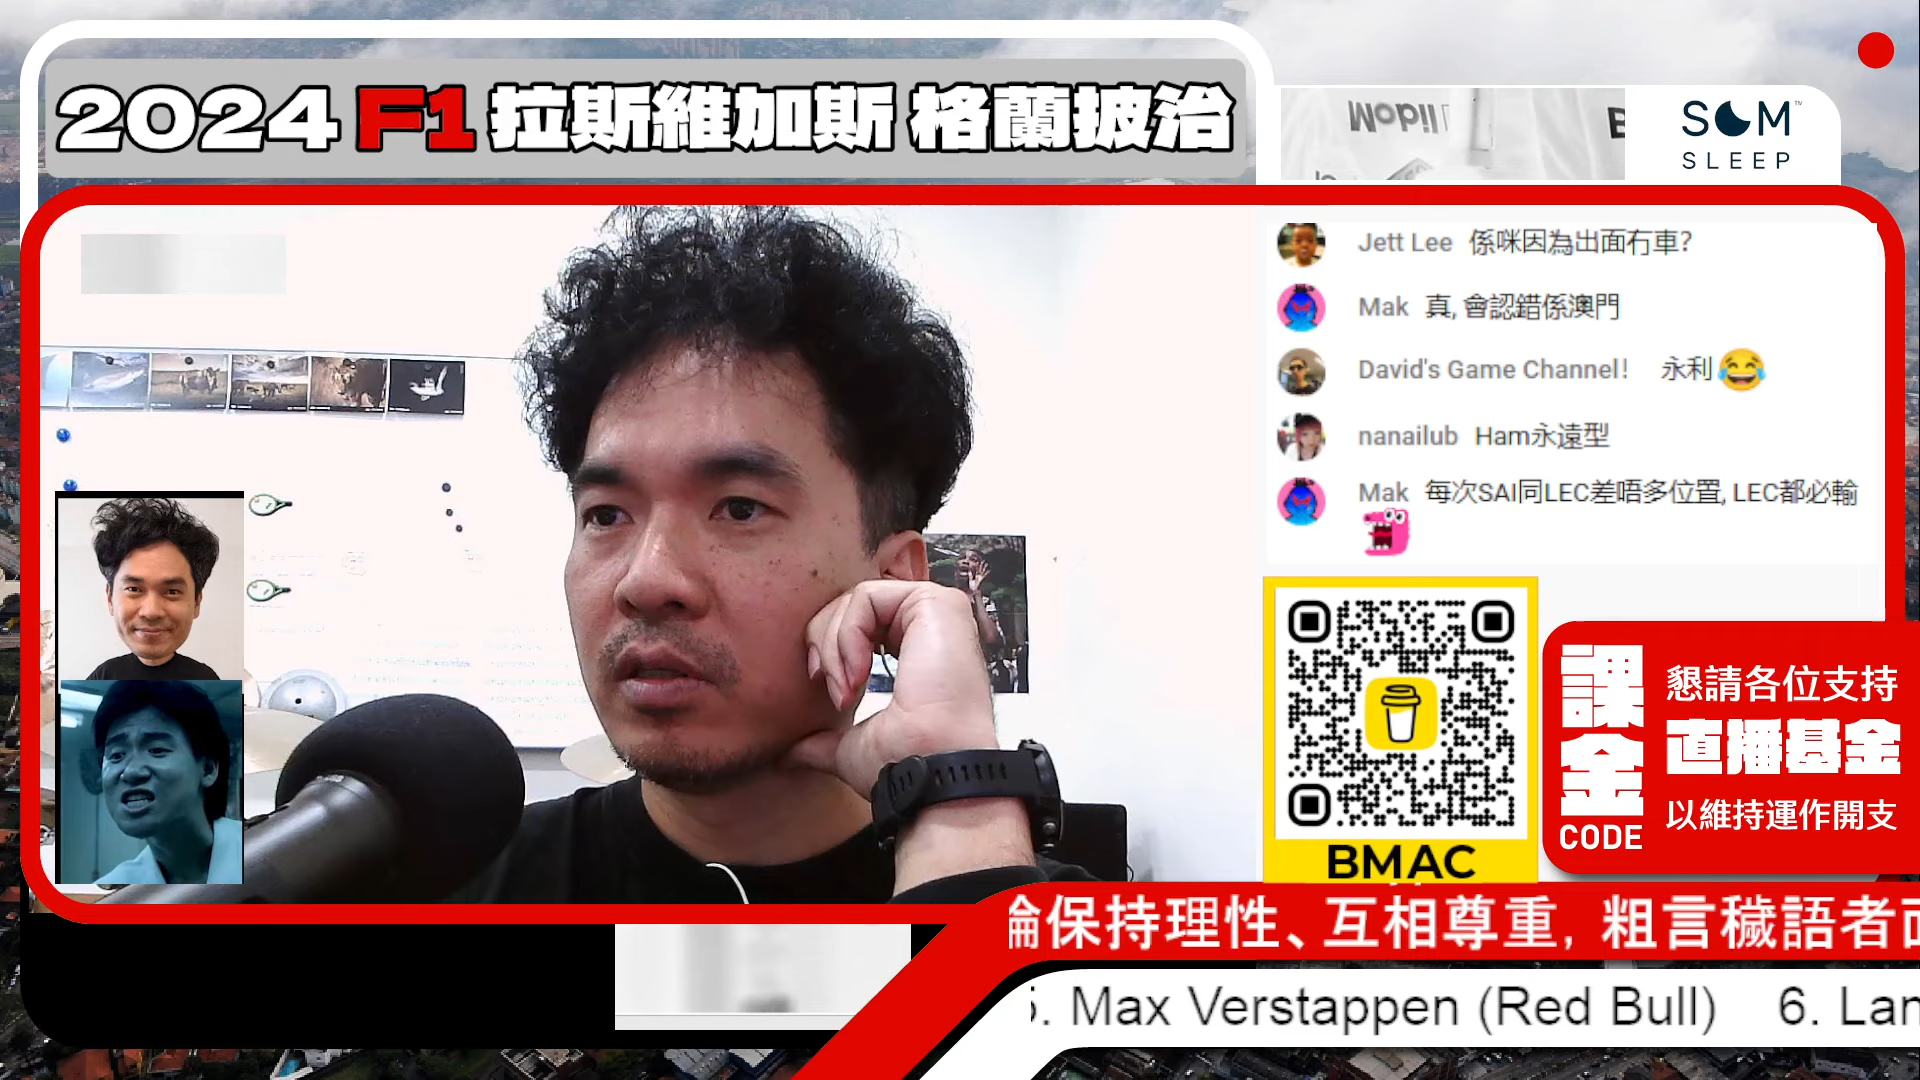 2024 F1 拉斯維加斯 格蘭披治
Mobil
SOM™
SLEEP
Jett Lee 係咪因為出面冇車?
Mak 真, 會認錯係澳門
David's Game Channel! 永利😂
nanailub Ham永遠型
Mak 每次SAI同LEC差唔多位置, LEC都必輸
BMAC
課金
CODE
懇請各位支持
直播基金
以維持運作開支
保持理性、互相尊重, 粗言穢語者
5. Max Verstappen (Red Bull) 6. Lan